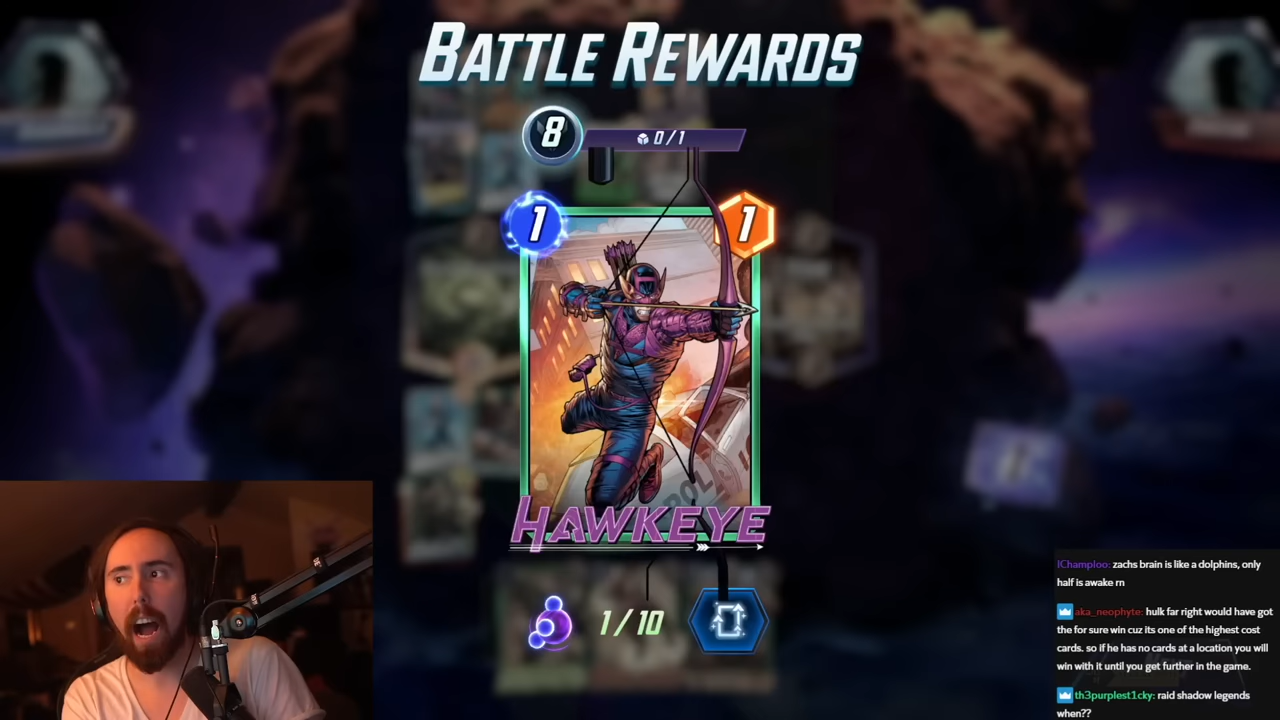 BATTLE REWARDS
8
0/1
1
1
POL
HAWKEYE
1/10
IChamploo: zachs brain is like a dolphins, only
half is awake rn
aka_neophyte: hulk far right would have got
the for sure win cuz its one of the highest cost
cards. so if he has no cards at a location you will
win with it until you get further in the game.
th3purplest1cky: raid shadow legends
when??